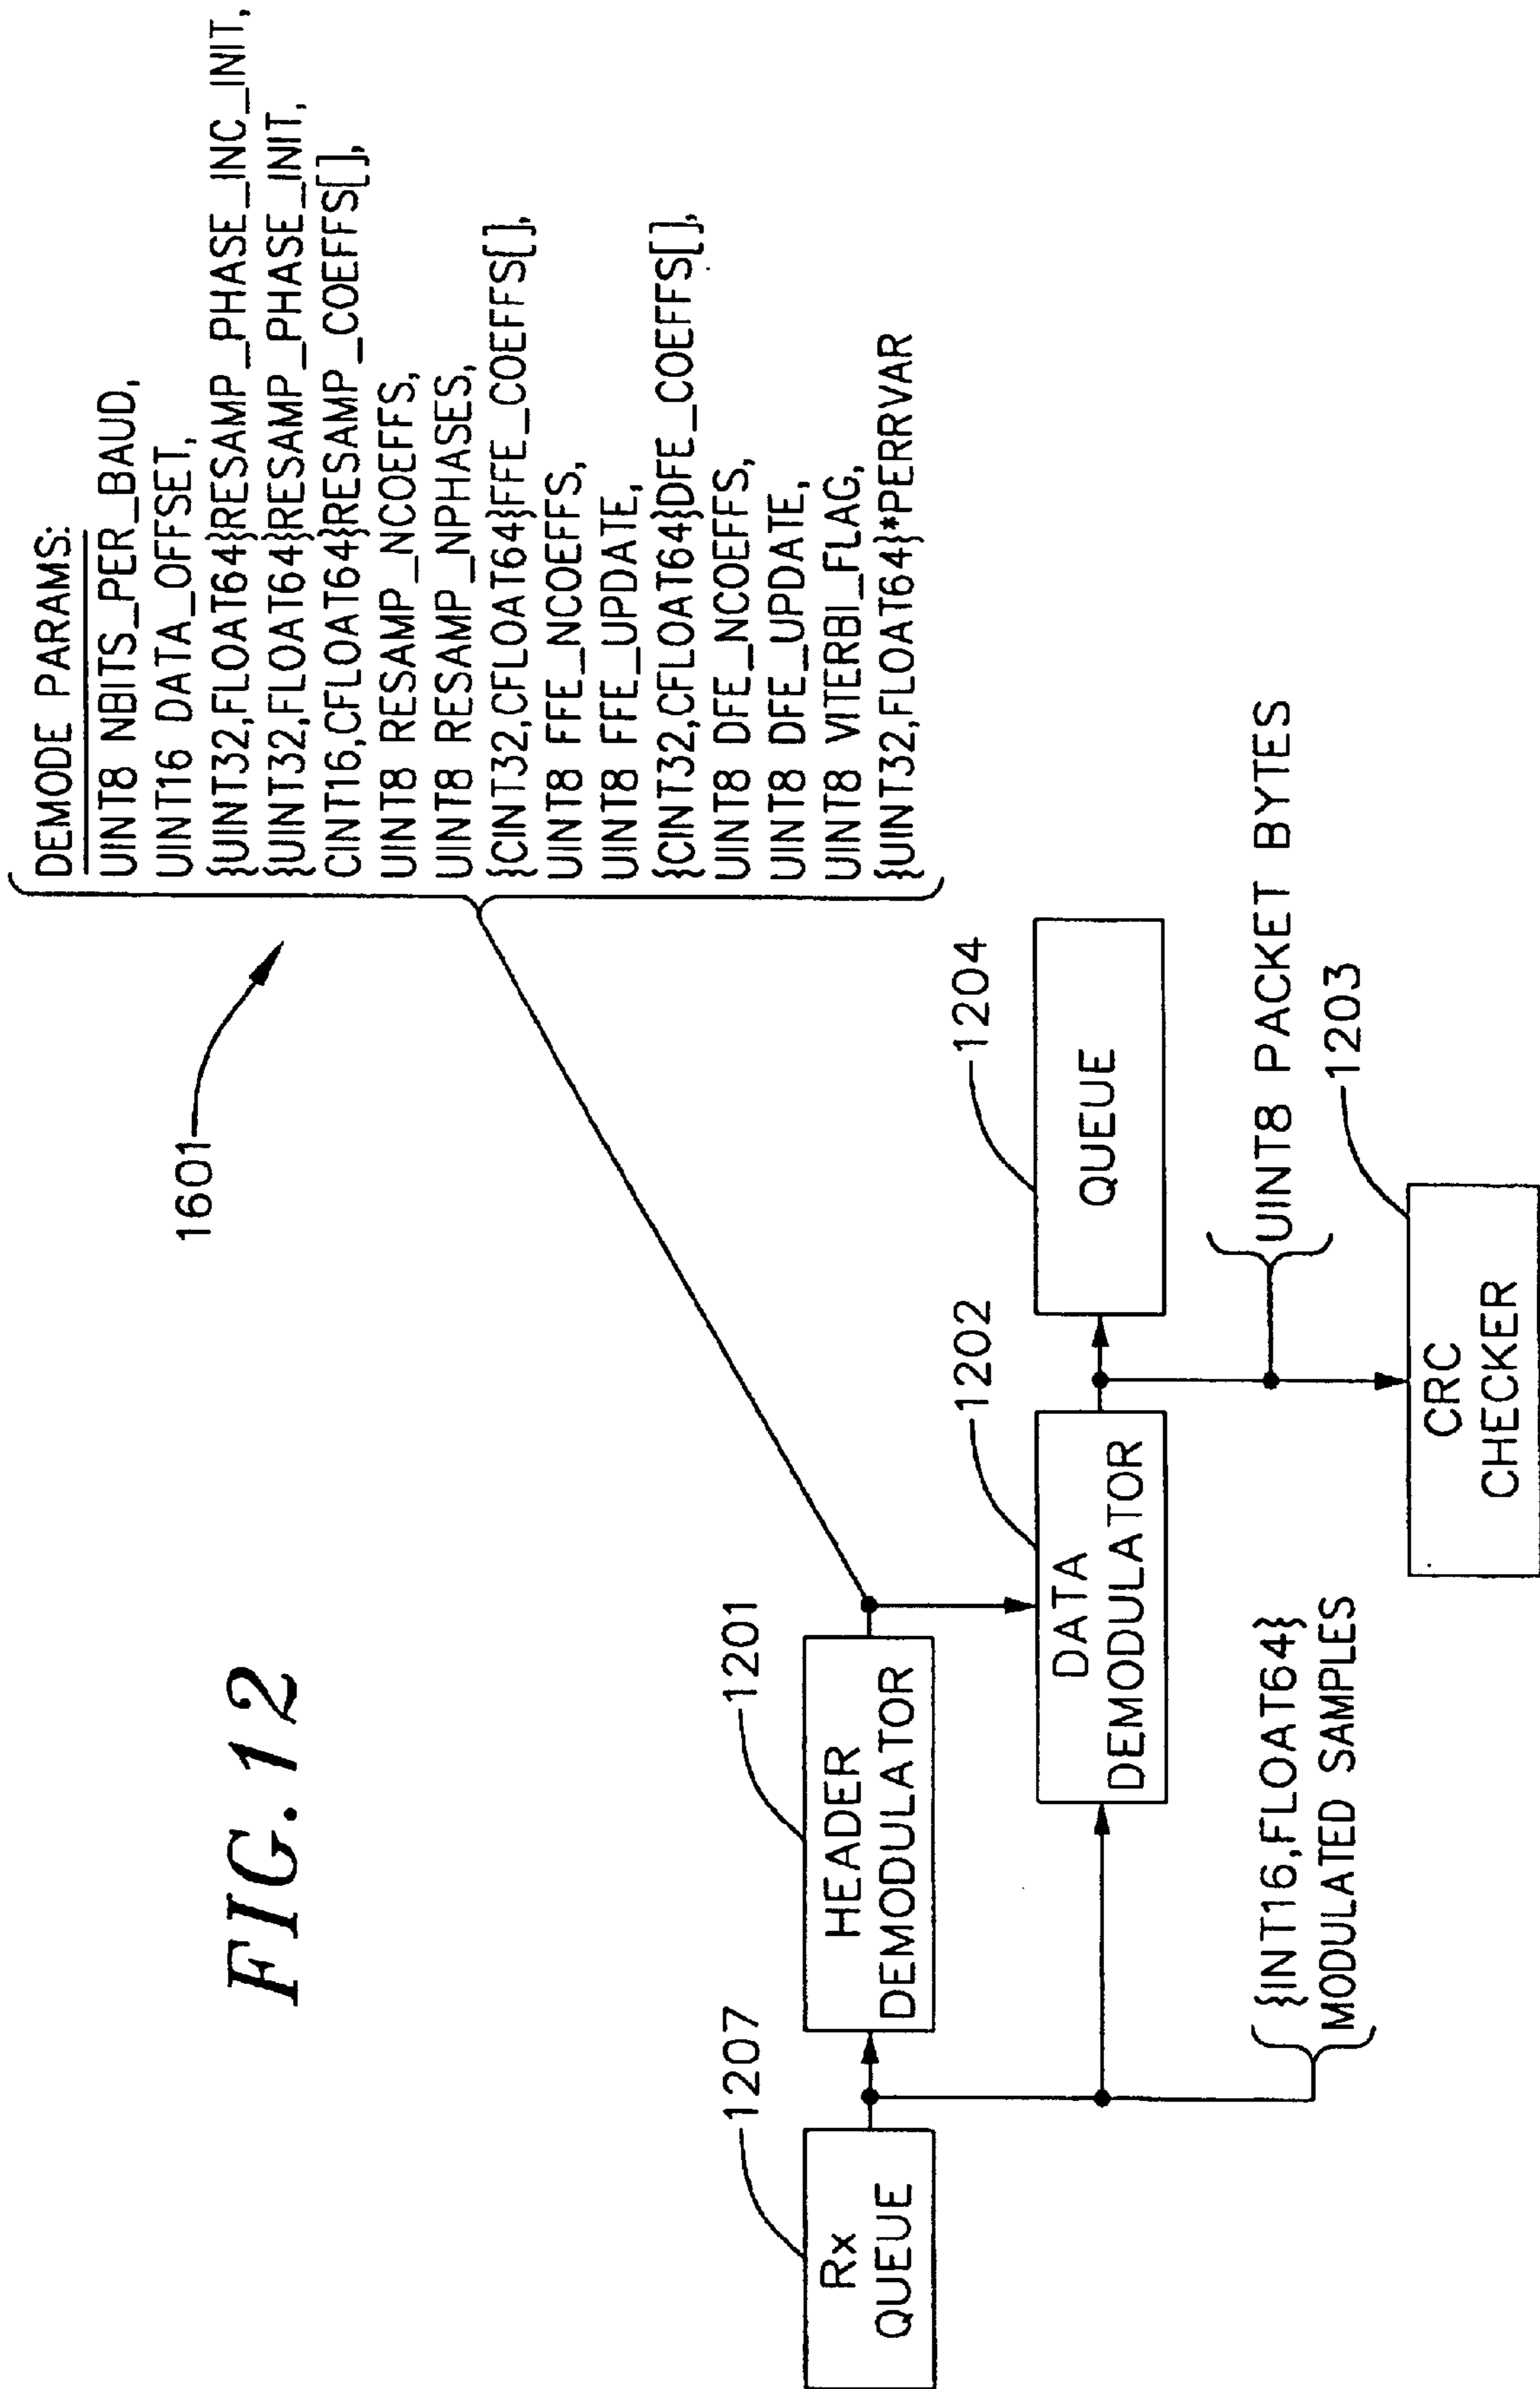 FIG.12
1601
DEMODE PARAMS:
UINT8 NBITS_PER_BAUD,
UINT16 DATA_OFFSET,
{UINT32,FLOAT64}RESAMP_PHASE_INC_INIT,
{UINT32,FLOAT64}RESAMP_PHASE_INIT,
CINT16,CFLOAT64}RESAMP_COEFFS[],
UINT8 RESAMP_NCOEFFS,
UINT8 RESAMP_NPHASES,
{CINT32,CFLOAT64}FFE_COEFFS[],
UINT8 FFE_NCOEFFS,
UINT8 FFE_UPDATE,
{CINT32,CFLOAT64}DFE_COEFFS[],
UINT8 DFE_NCOEFFS,
UINT8 DFE_UPDATE,
UINT8 VITERBI_FLAG,
{UINT32,FLOAT64}*PERRVAR
1207
Rx
QUEUE
1201
HEADER
DEMODULATOR
1202
DATA
DEMODULATOR
1204
QUEUE
{INT16,FLOAT64}
MODULATED SAMPLES
UINT8 PACKET BYTES
1203
CRC
CHECKER